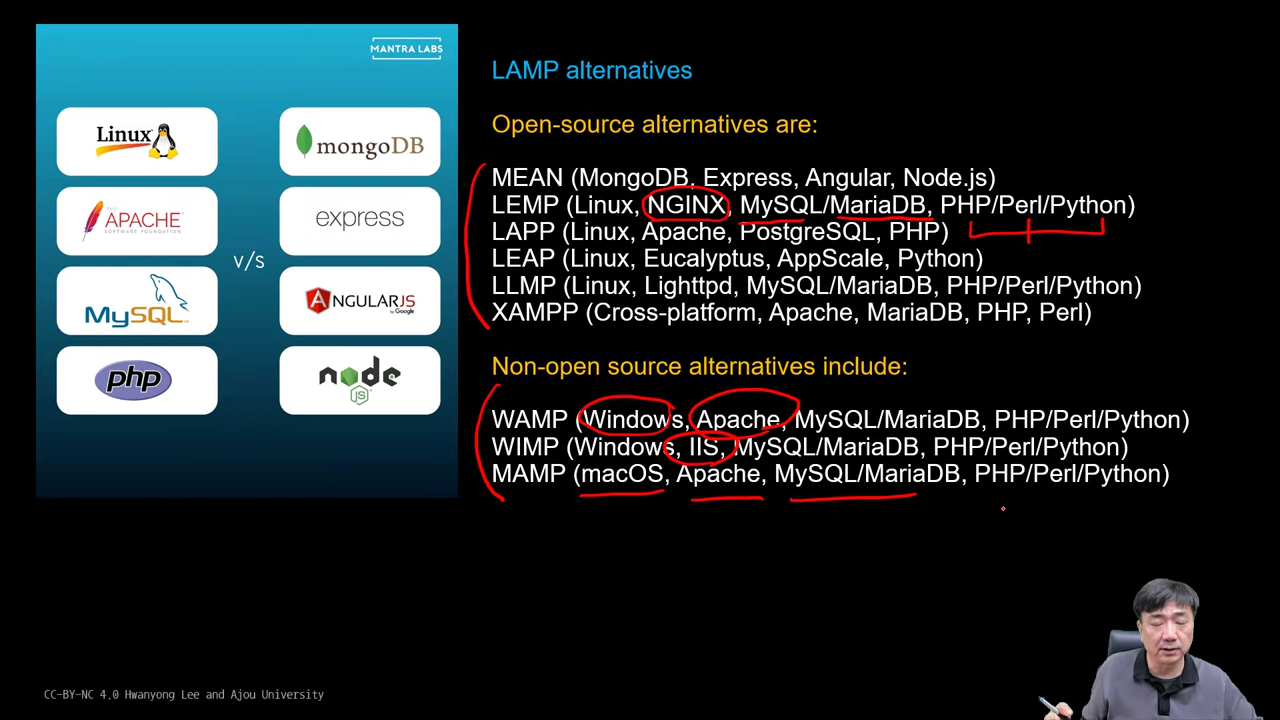 MANTRA LABS
Linux
mongoDB
THE
APACHE
SOFTWARE FOUNDATION
express
v/s
MySQL
ANGULARJS
by Google
php
node
JS
LAMP alternatives
Open-source alternatives are:
MEAN (MongoDB, Express, Angular, Node.js)
LEMP (Linux, NGINX, MySQL/MariaDB, PHP/Perl/Python)
LAPP (Linux, Apache, PostgreSQL, PHP)
LEAP (Linux, Eucalyptus, AppScale, Python)
LLMP (Linux, Lighttpd, MySQL/MariaDB, PHP/Perl/Python)
XAMPP (Cross-platform, Apache, MariaDB, PHP, Perl)
Non-open source alternatives include:
WAMP (Windows, Apache, MySQL/MariaDB, PHP/Perl/Python)
WIMP (Windows, IIS, MySQL/MariaDB, PHP/Perl/Python)
MAMP (macOS, Apache, MySQL/MariaDB, PHP/Perl/Python)
CC-BY-NC 4.0 Hwanyong Lee and Ajou University